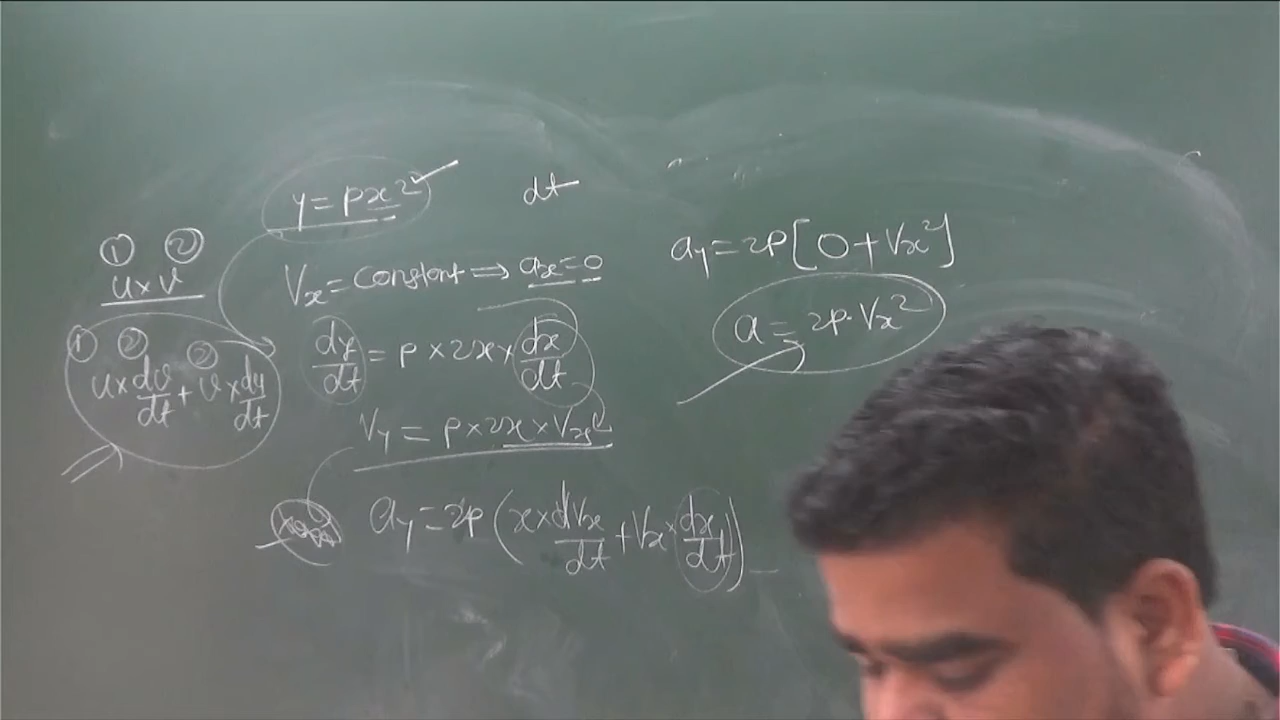 y = px²
dt
① ②
u×v
Vx = constant ⇒ ax = 0
① ② ②
u×dv/dt + v×du/dt
dy/dt = p×2x×dx/dt
Vy = p×2x×Vx
ay = 2p(x×dVx/dt + Vx×dx/dt)
ay = 2p[0+Vx²]
a = 2p·Vx²